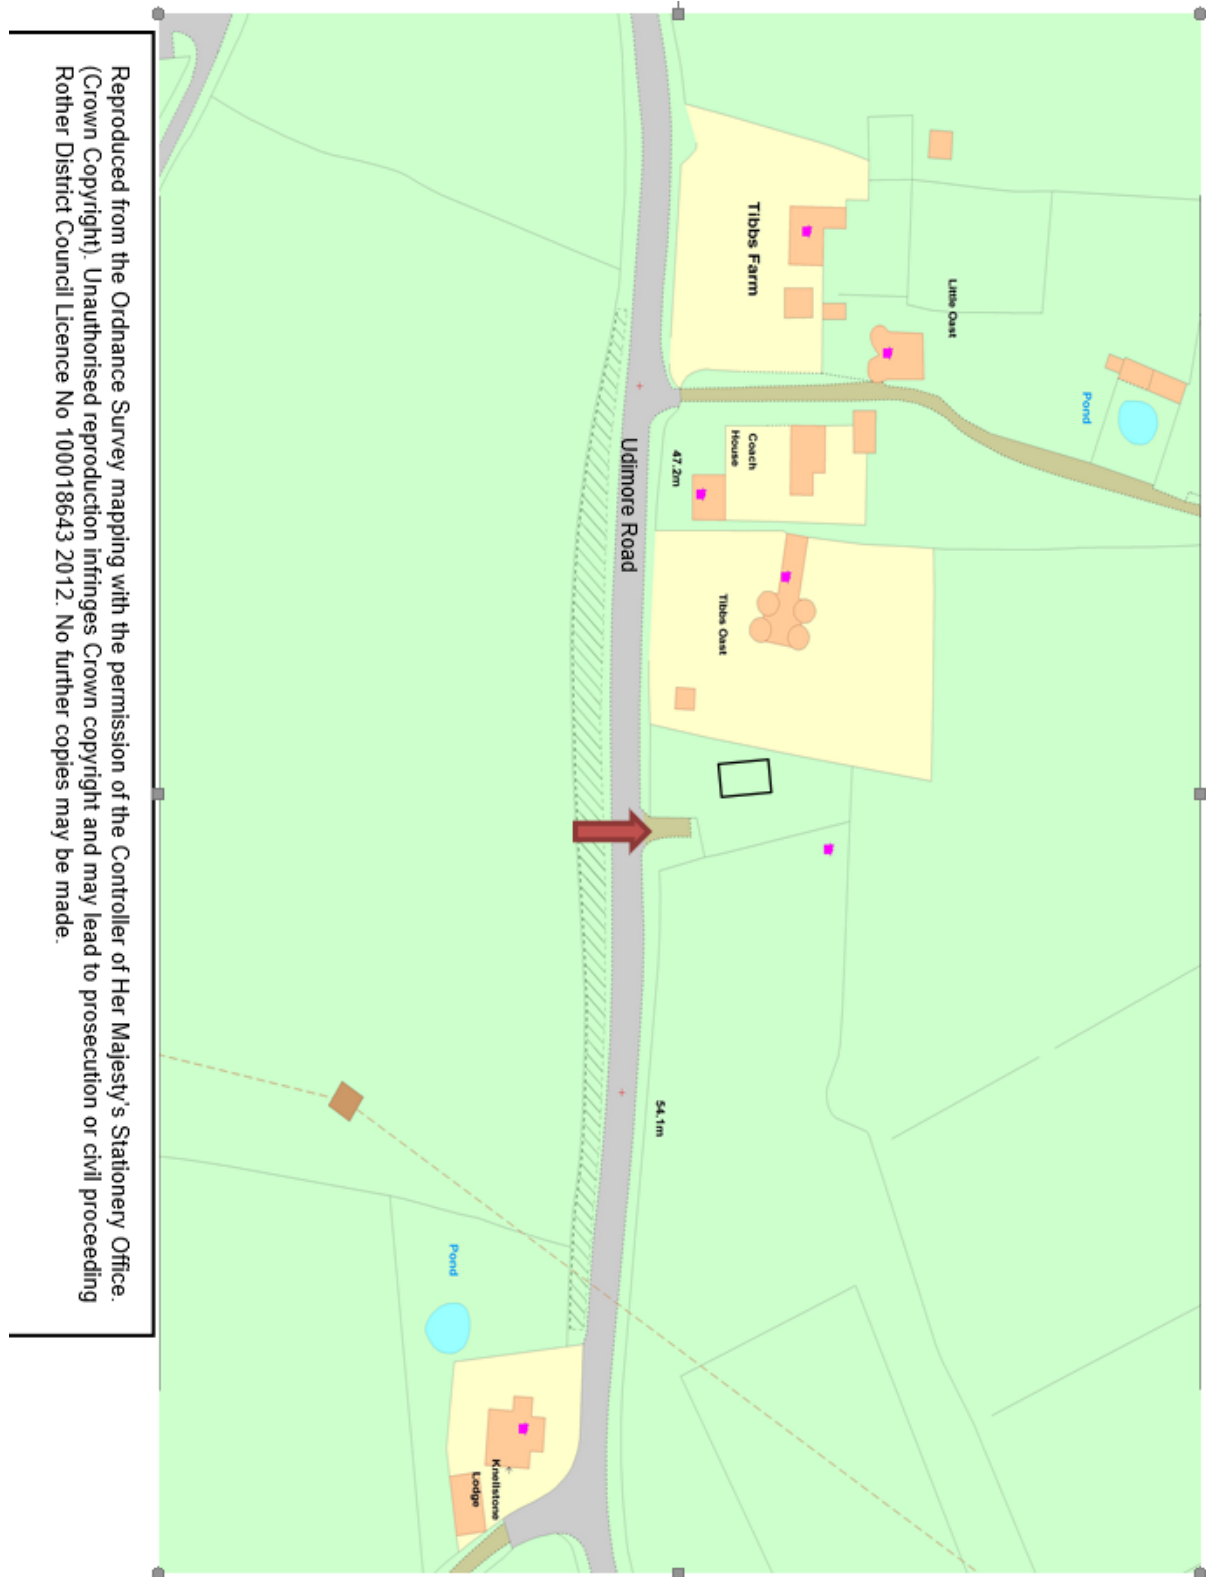 Tibbs Farm
Little Oast
Pond
Coach
House
47.2m
Udimore Road
Tibbs Oast
54.1m
Pond
Knellstone
Lodge
Reproduced from the Ordnance Survey mapping with the permission of the Controller of Her Majesty's Stationery Office.
(Crown Copyright). Unauthorised reproduction infringes Crown copyright and may lead to prosecution or civil proceeding
Rother District Council Licence No 100018643 2012. No further copies may be made.